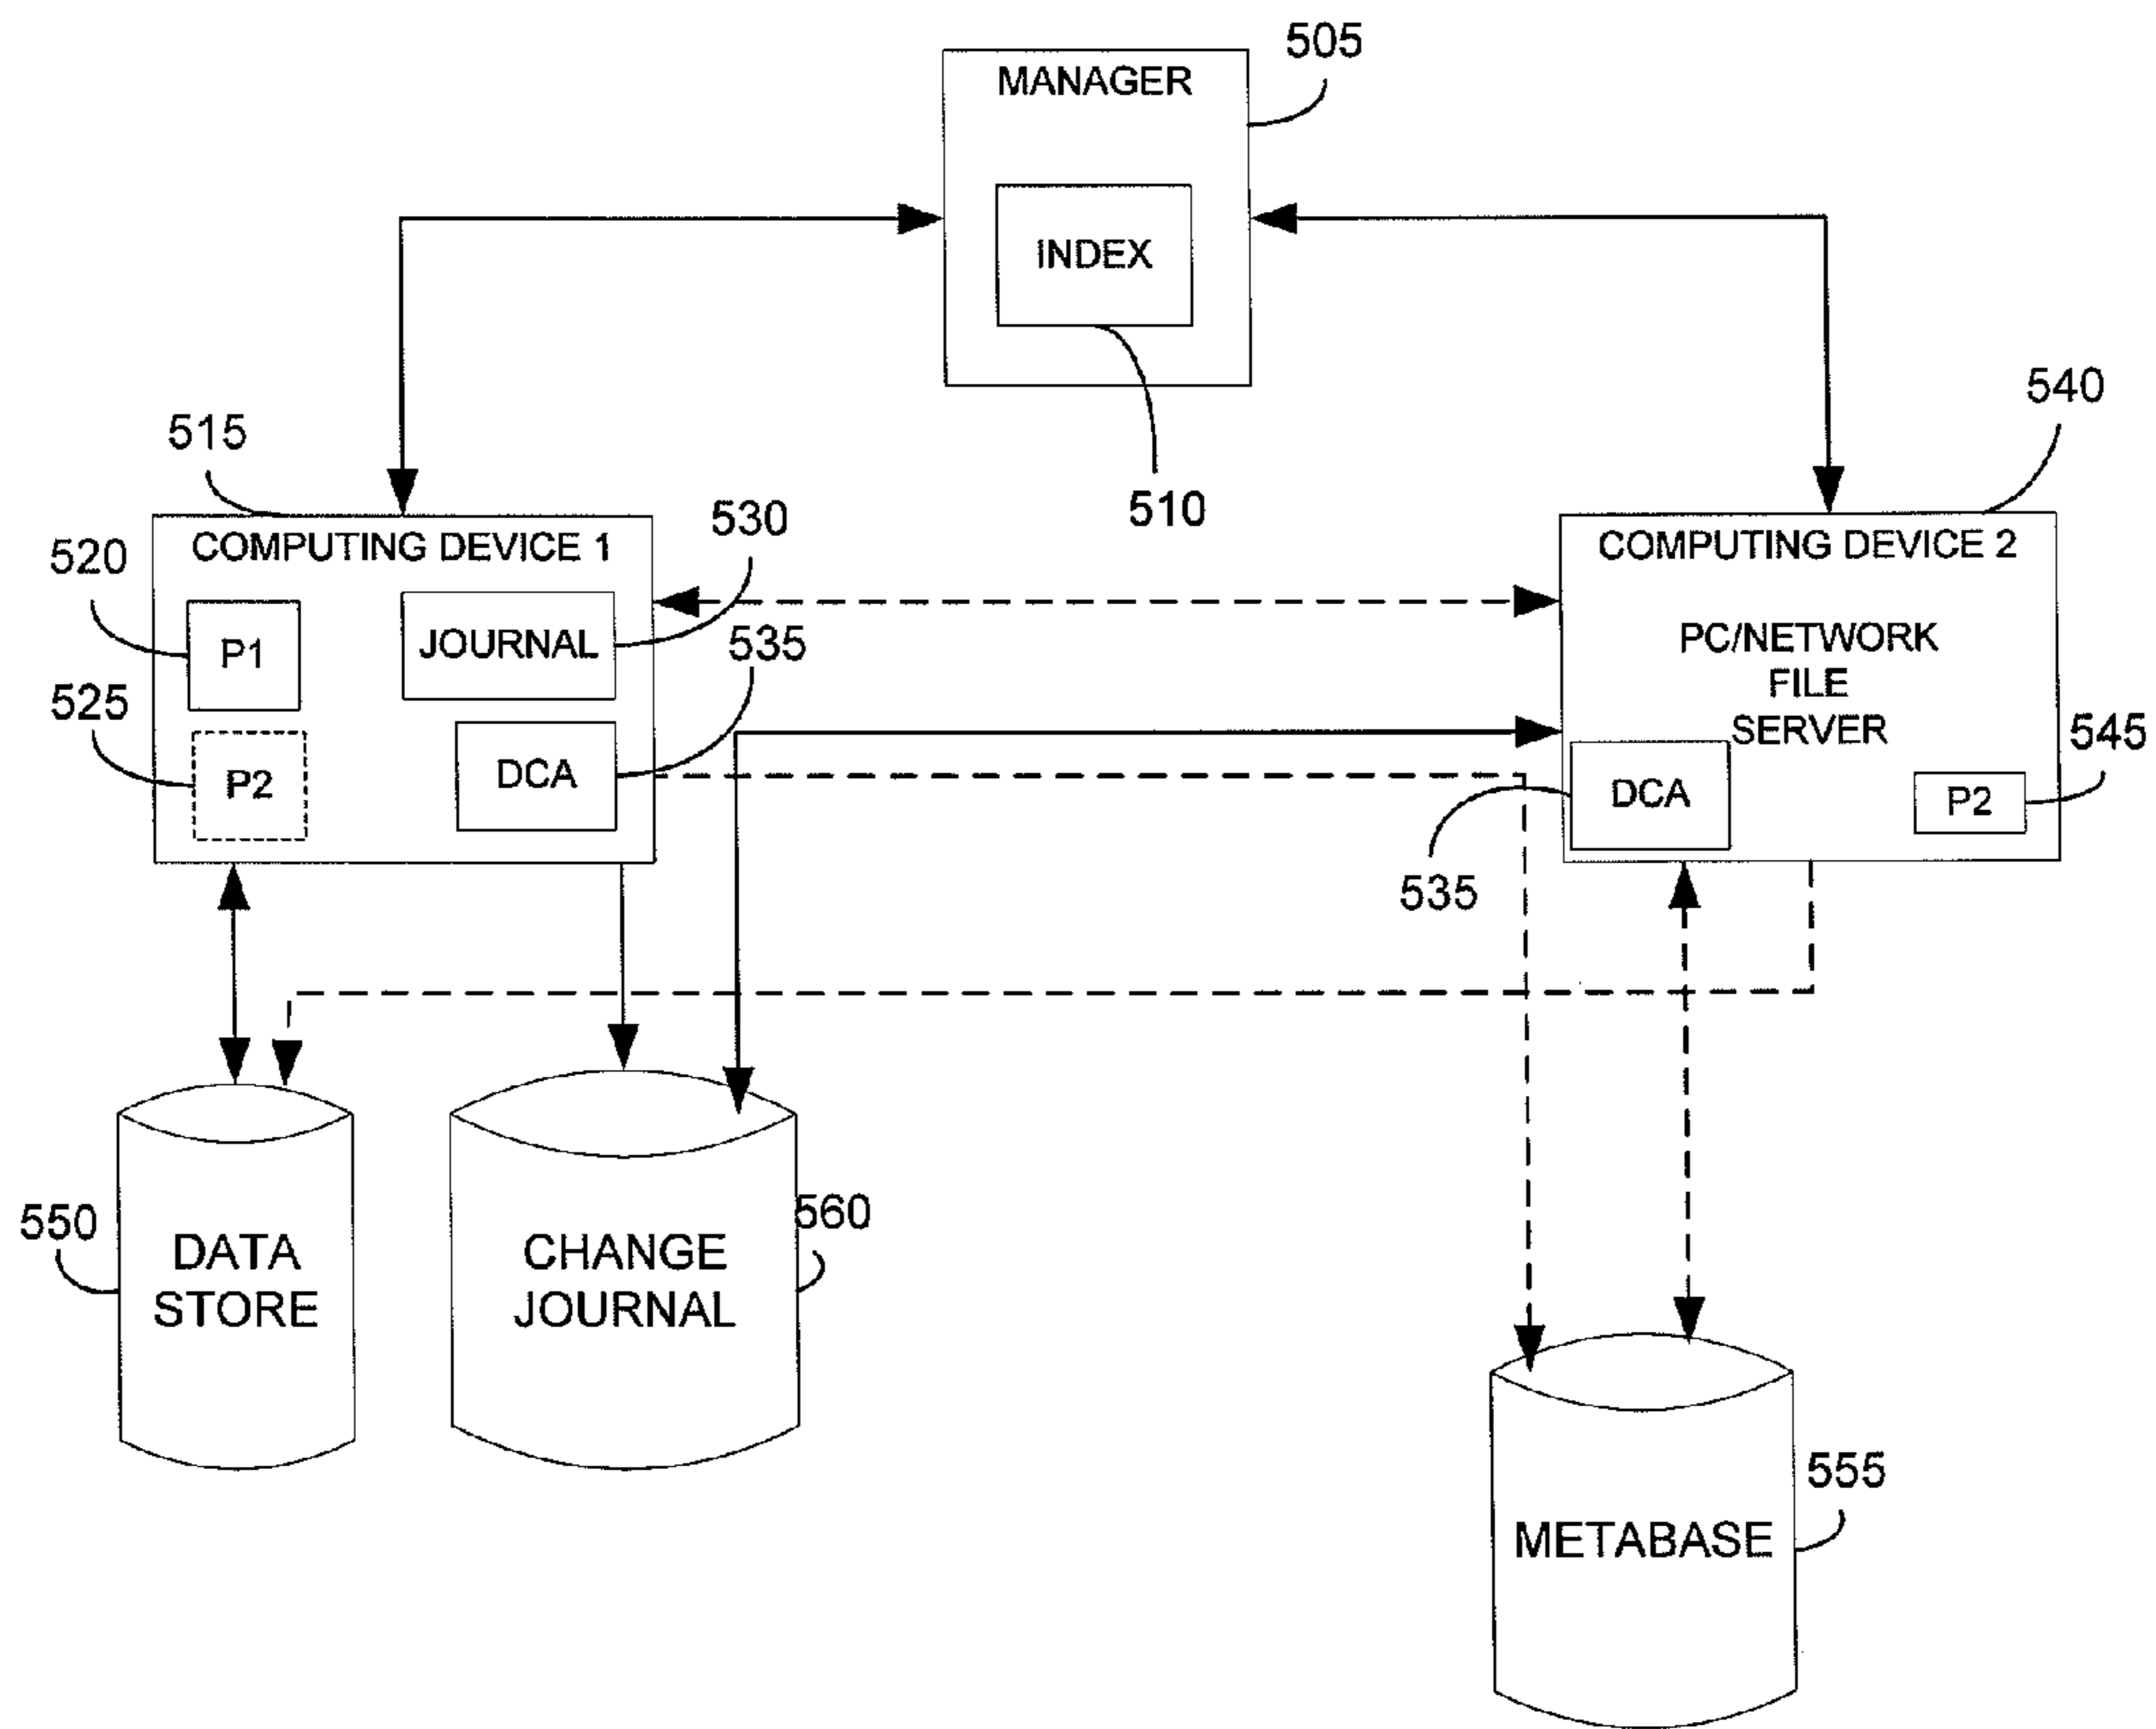 505
MANAGER
INDEX
510
540
515
COMPUTING DEVICE 1
530
520
P1
JOURNAL
535
525
P2
DCA
COMPUTING DEVICE 2
PC/NETWORK
FILE
SERVER
545
DCA
P2
535
550
DATA
STORE
CHANGE
JOURNAL
560
METABASE
555